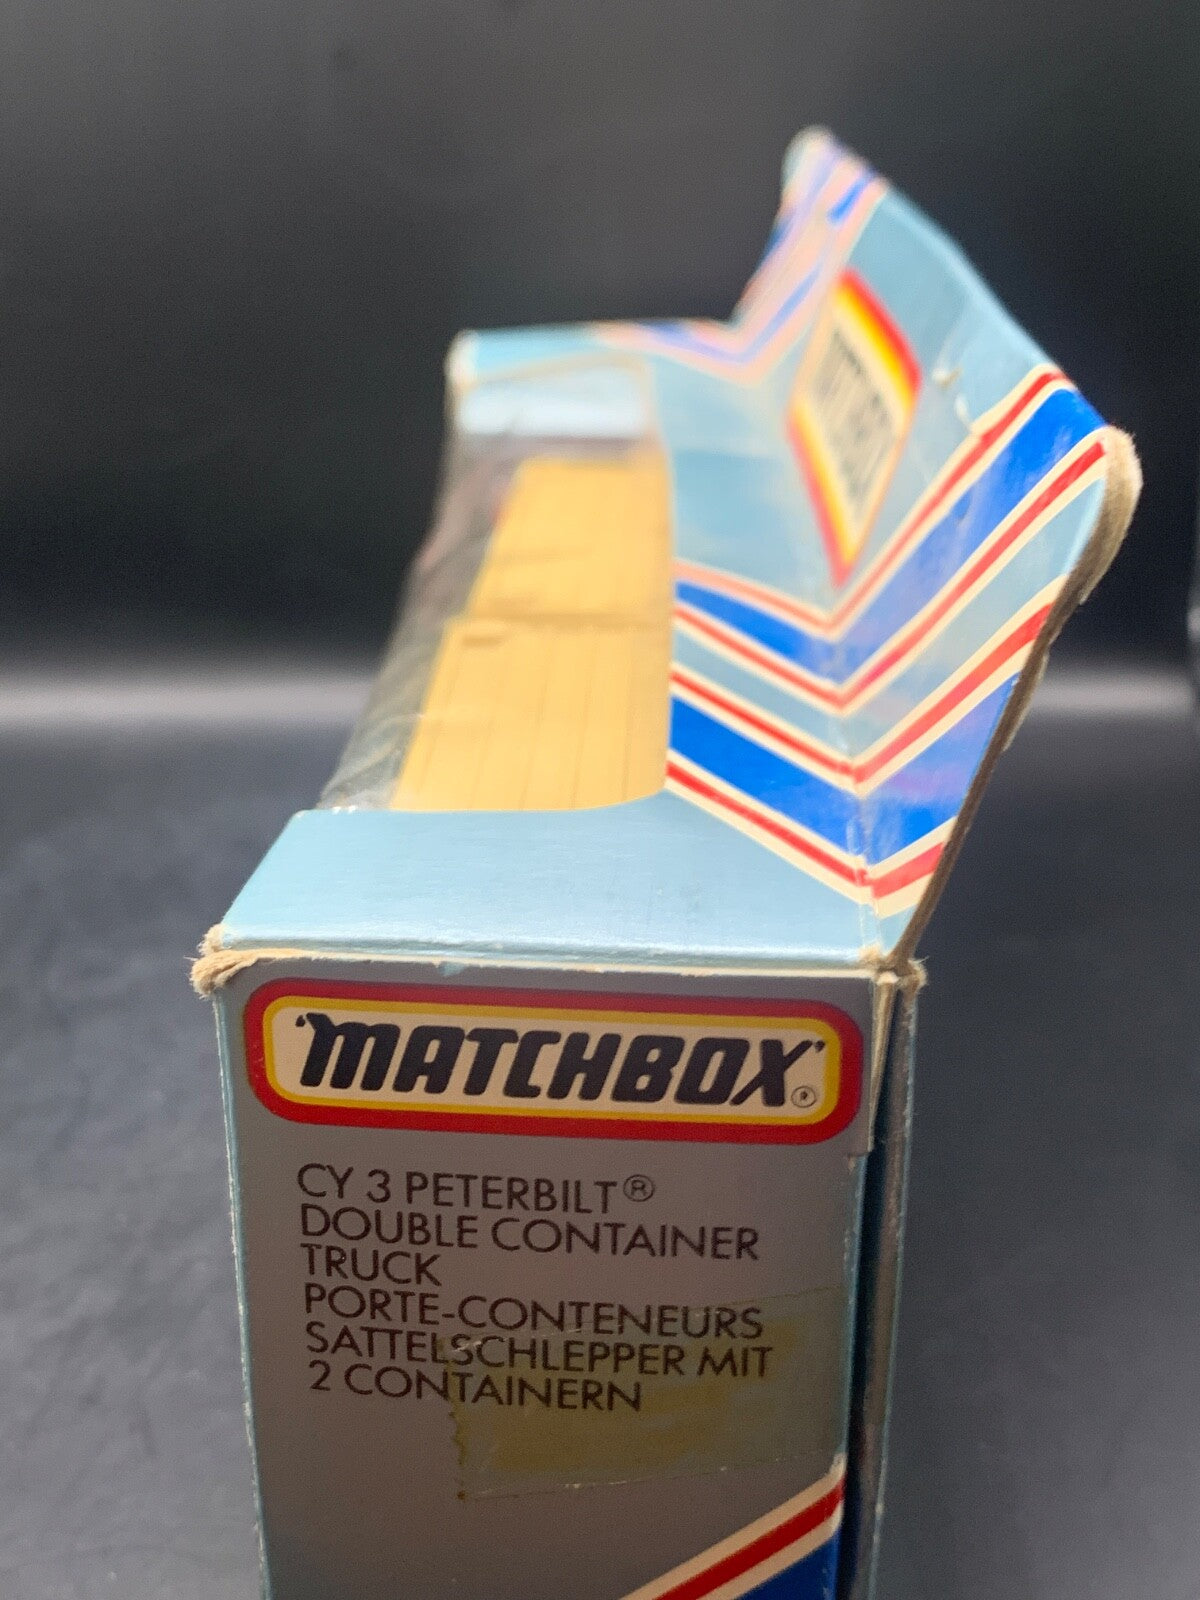 'MATCHBOX'®
CY 3 PETERBILT®
DOUBLE CONTAINER
TRUCK
PORTE-CONTENEURS
SATTELSCHLEPPER MIT
2 CONTAINERN